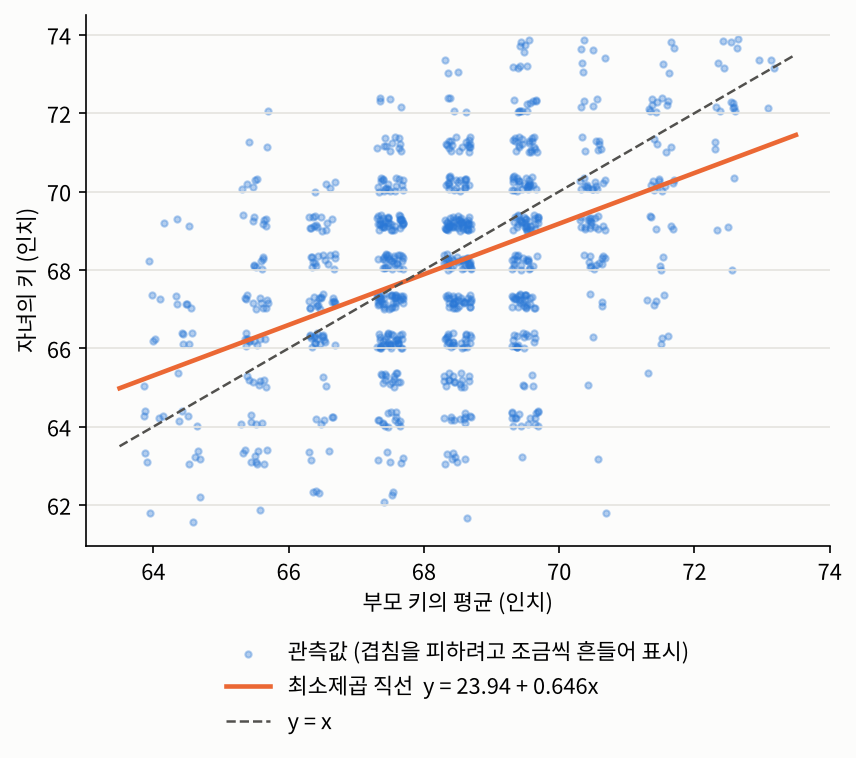 74
72
70
68
66
64
62
자녀의 키 (인치)
64 66 68 70 72 74
부모 키의 평균 (인치)
관측값 (겹침을 피하려고 조금씩 흔들어 표시)
최소제곱 직선 y = 23.94 + 0.646x
y = x